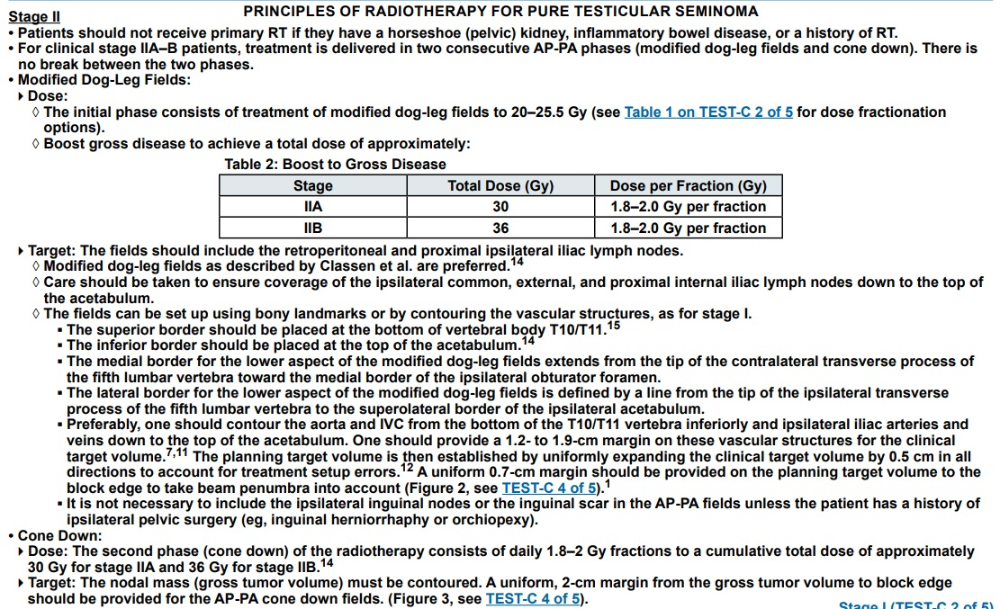 PRINCIPLES OF RADIOTHERAPY FOR PURE TESTICULAR SEMINOMA
Stage II
• Patients should not receive primary RT if they have a horseshoe (pelvic) kidney, inflammatory bowel disease, or a history of RT.
• For clinical stage IIA–B patients, treatment is delivered in two consecutive AP-PA phases (modified dog-leg fields and cone down). There is
no break between the two phases.
• Modified Dog-Leg Fields:
▸ Dose:
◊ The initial phase consists of treatment of modified dog-leg fields to 20–25.5 Gy (see Table 1 on TEST-C 2 of 5 for dose fractionation
options).
◊ Boost gross disease to achieve a total dose of approximately:
Table 2: Boost to Gross Disease
Stage Total Dose (Gy) Dose per Fraction (Gy)
IIA 30 1.8–2.0 Gy per fraction
IIB 36 1.8–2.0 Gy per fraction
▸ Target: The fields should include the retroperitoneal and proximal ipsilateral iliac lymph nodes.
◊ Modified dog-leg fields as described by Classen et al. are preferred.14
◊ Care should be taken to ensure coverage of the ipsilateral common, external, and proximal internal iliac lymph nodes down to the top of
the acetabulum.
◊ The fields can be set up using bony landmarks or by contouring the vascular structures, as for stage I.
▪ The superior border should be placed at the bottom of vertebral body T10/T11.15
▪ The inferior border should be placed at the top of the acetabulum.14
▪ The medial border for the lower aspect of the modified dog-leg fields extends from the tip of the contralateral transverse process of
the fifth lumbar vertebra toward the medial border of the ipsilateral obturator foramen.
▪ The lateral border for the lower aspect of the modified dog-leg fields is defined by a line from the tip of the ipsilateral transverse
process of the fifth lumbar vertebra to the superolateral border of the ipsilateral acetabulum.
▪ Preferably, one should contour the aorta and IVC from the bottom of the T10/T11 vertebra inferiorly and ipsilateral iliac arteries and
veins down to the top of the acetabulum. One should provide a 1.2- to 1.9-cm margin on these vascular structures for the clinical
target volume.7,11 The planning target volume is then established by uniformly expanding the clinical target volume by 0.5 cm in all
directions to account for treatment setup errors.12 A uniform 0.7-cm margin should be provided on the planning target volume to the
block edge to take beam penumbra into account (Figure 2, see TEST-C 4 of 5).1
▪ It is not necessary to include the ipsilateral inguinal nodes or the inguinal scar in the AP-PA fields unless the patient has a history of
ipsilateral pelvic surgery (eg, inguinal herniorrhaphy or orchiopexy).
• Cone Down:
▸ Dose: The second phase (cone down) of the radiotherapy consists of daily 1.8–2 Gy fractions to a cumulative total dose of approximately
30 Gy for stage IIA and 36 Gy for stage IIB.14
▸ Target: The nodal mass (gross tumor volume) must be contoured. A uniform, 2-cm margin from the gross tumor volume to block edge
should be provided for the AP-PA cone down fields. (Figure 3, see TEST-C 4 of 5).
Stage I (TEST-C 2 of 5)